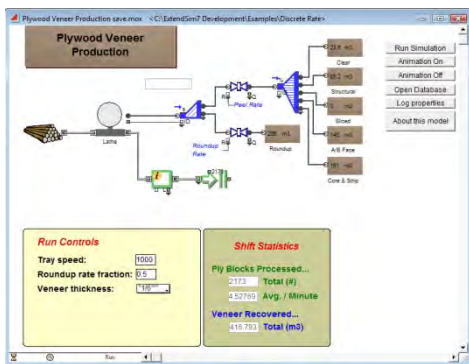 Plywood Veneer Production save.mox <C:\ExtendSim7 Development\Examples\Discrete Rate>
Plywood Veneer
Production
Run Simulation
Animation On
Animation Off
Open Database
Log properties
About this model
Clear
Structural
Sliced
A/B Face
Core & Strip
Peel Rate
Roundup
Rate
Roundup
Lathe
Run Controls
Tray speed: 1000
Roundup rate fraction: 0.5
Veneer thickness: "1/6"
Shift Statistics
Ply Blocks Processed...
2173 Total (#)
4.52769 Avg. / Minute
Veneer Recovered...
416.793 Total (m3)
Run